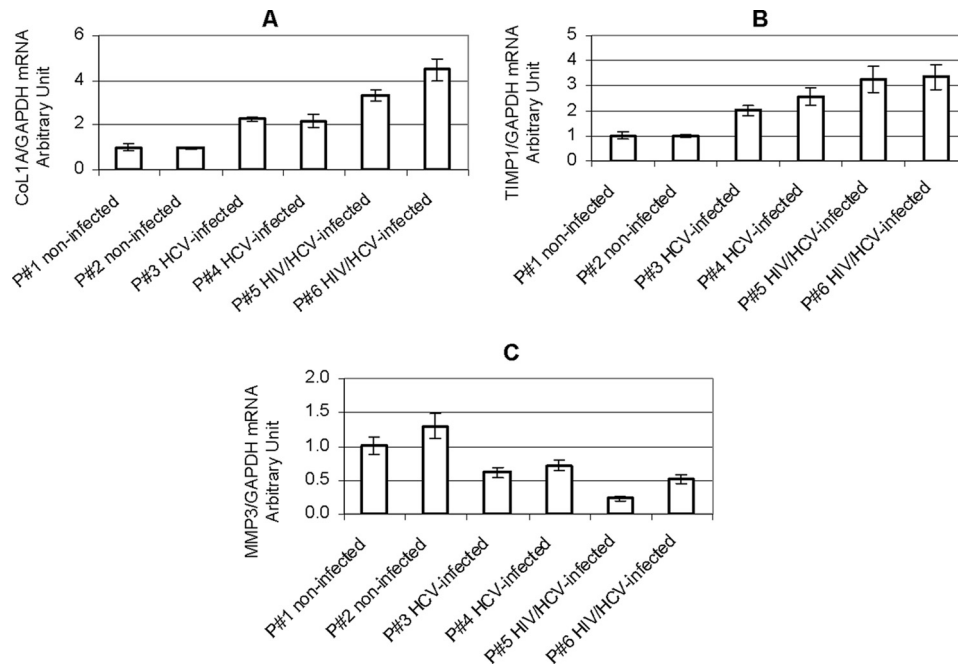 A
CoL1A/GAPDH mRNA
Arbitrary Unit
6
4
2
0
P#1 non-infected
P#2 non-infected
P#3 HCV-infected
P#4 HCV-infected
P#5 HIV/HCV-infected
P#6 HIV/HCV-infected
B
TIMP1/GAPDH mRNA
Arbitrary Unit
5
4
3
2
1
0
P#1 non-infected
P#2 non-infected
P#3 HCV-infected
P#4 HCV-infected
P#5 HIV/HCV-infected
P#6 HIV/HCV-infected
C
MMP3/GAPDH mRNA
Arbitrary Unit
2.0
1.5
1.0
0.5
0.0
P#1 non-infected
P#2 non-infected
P#3 HCV-infected
P#4 HCV-infected
P#5 HIV/HCV-infected
P#6 HIV/HCV-infected